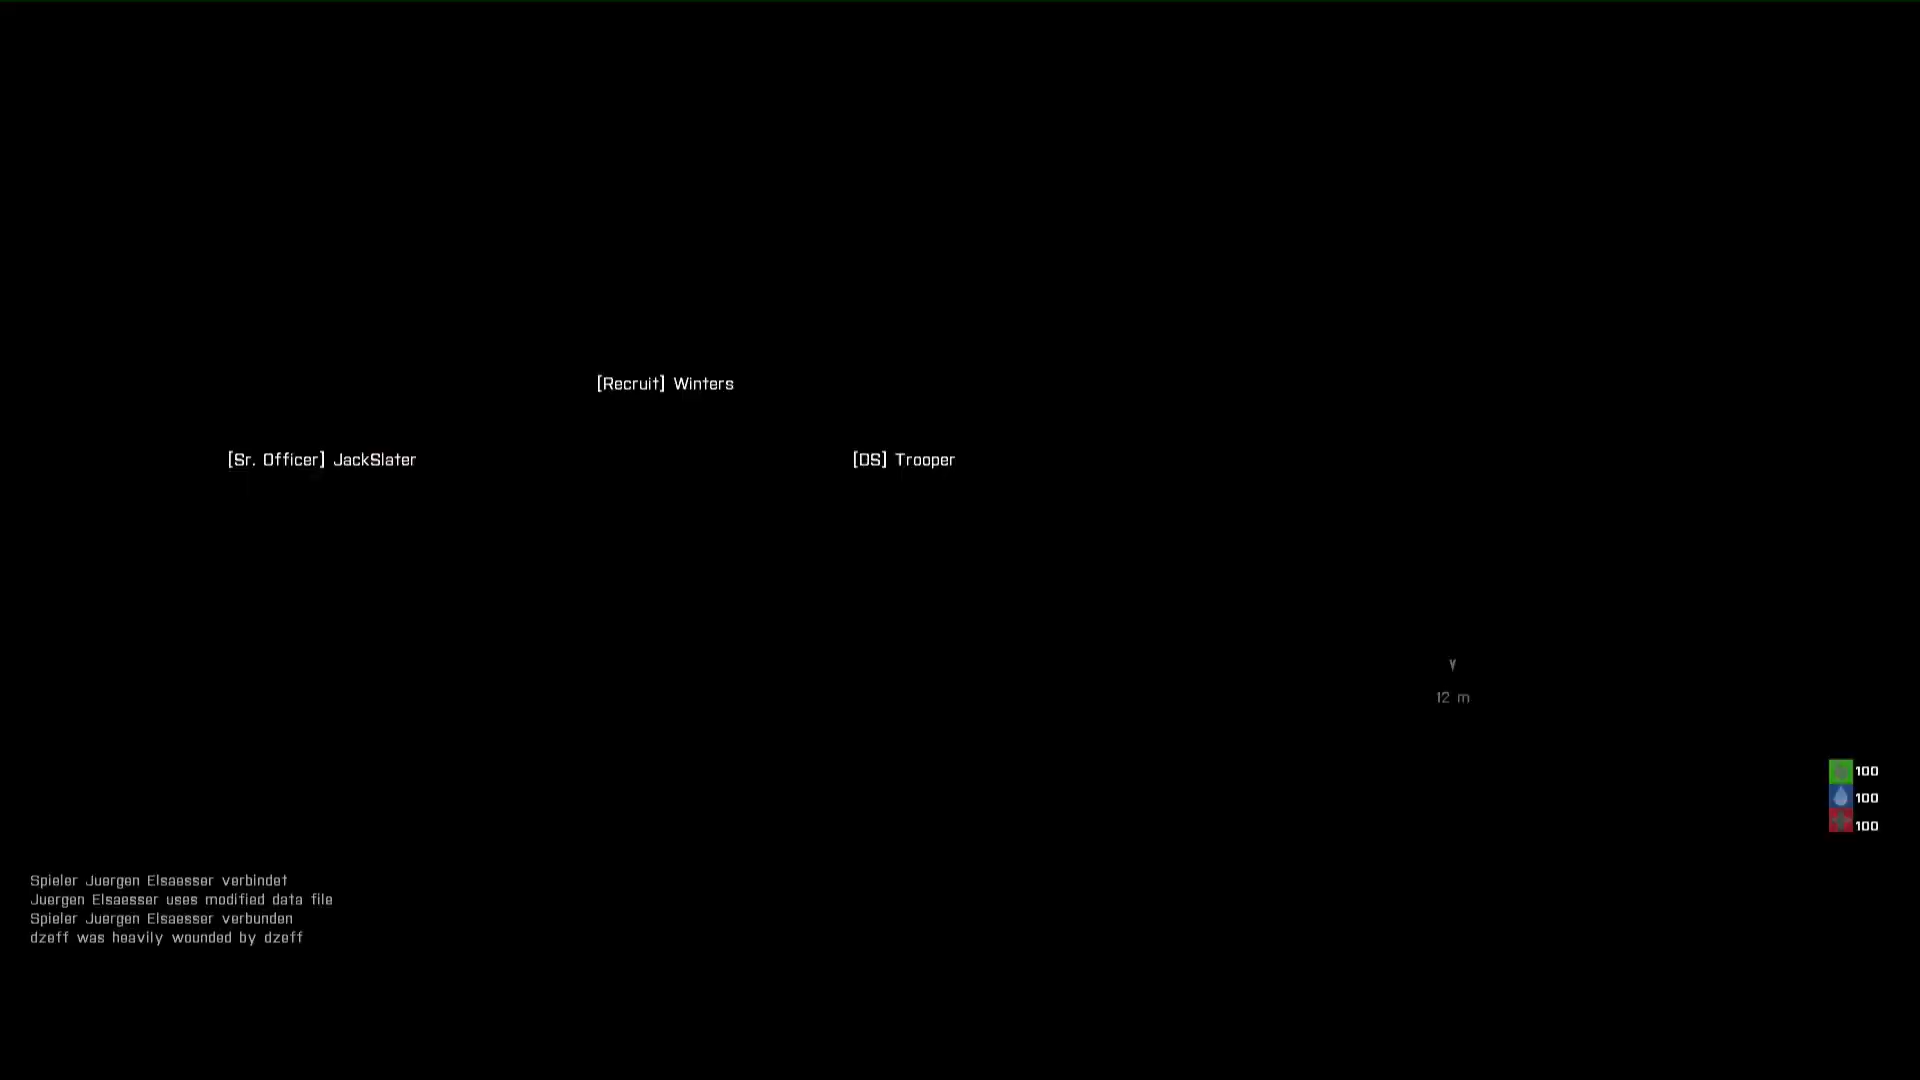 [Recruit] Winters
[Sr. Officer] JackSlater
[DS] Trooper
12 m
100
100
100
Spieler Juergen Elsaesser verbindet
Juergen Elsaesser uses modified data file
Spieler Juergen Elsaesser verbunden
dzeff was heavily wounded by dzeff